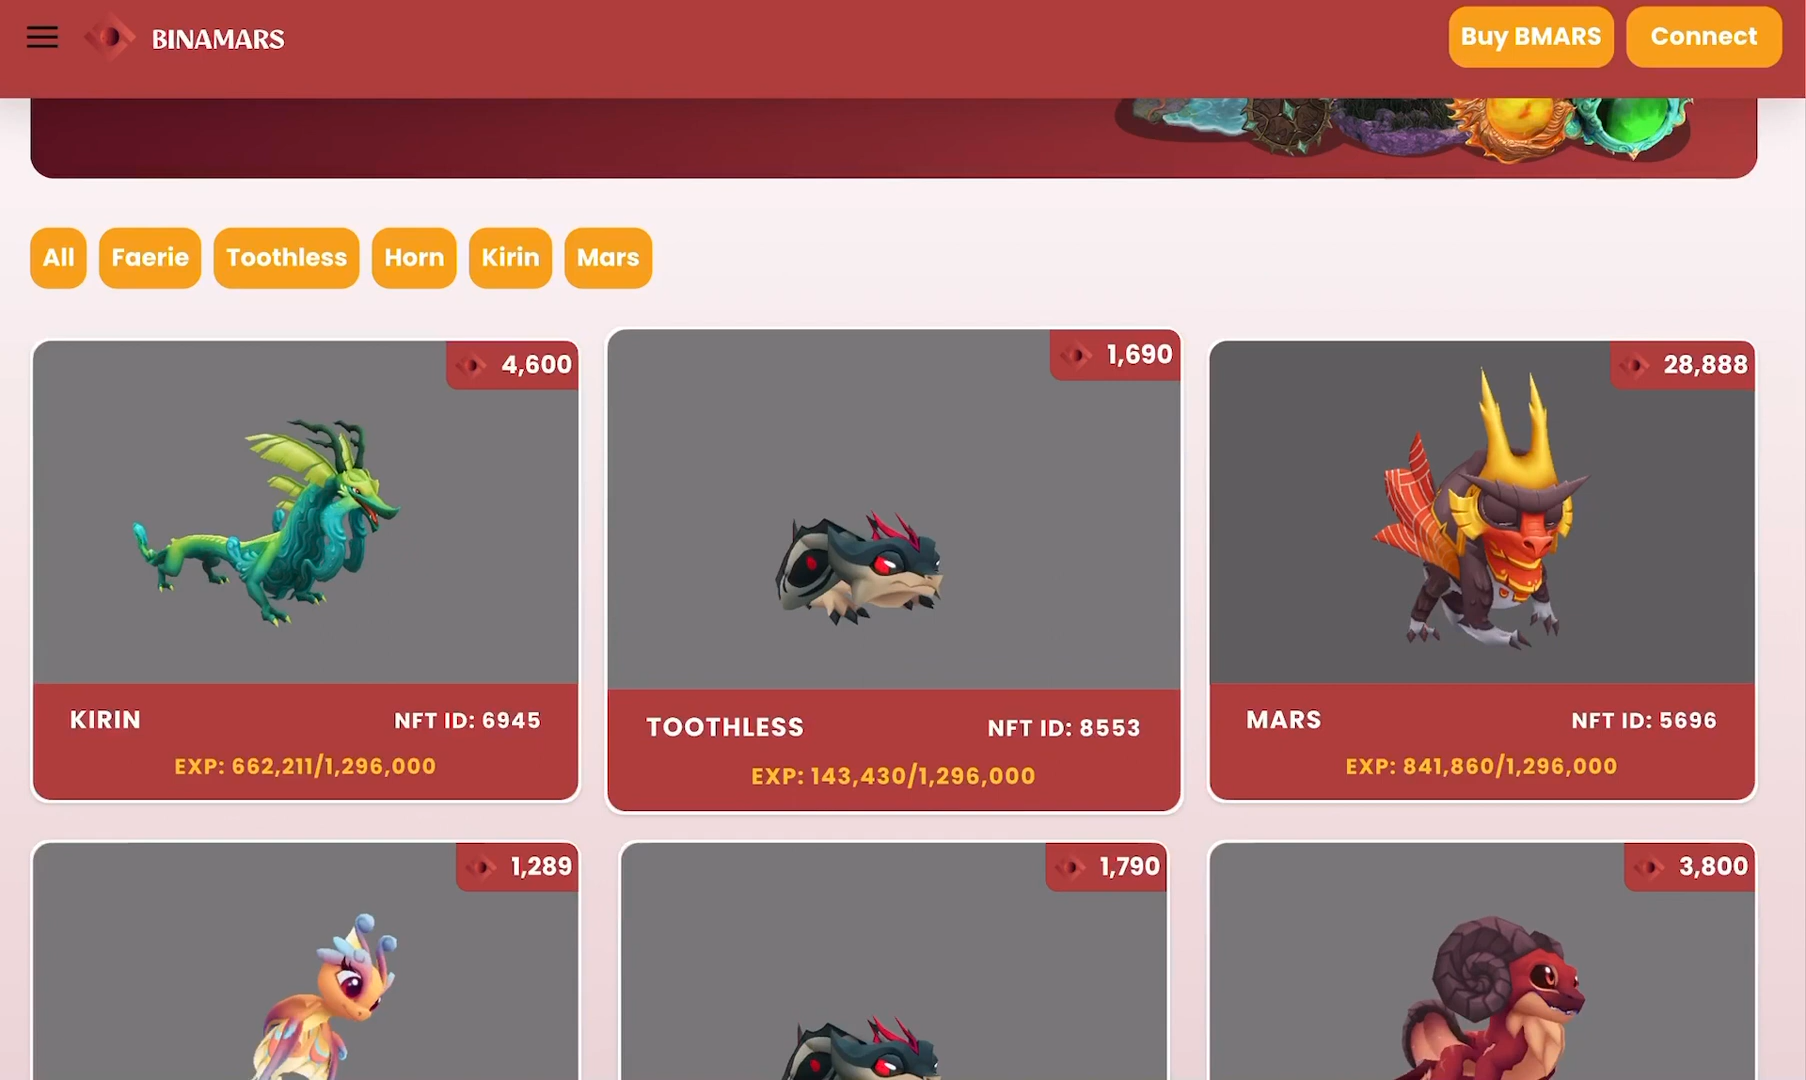 BINAMARS
Buy BMARS
Connect
All
Faerie
Toothless
Horn
Kirin
Mars
4,600
1,690
28,888
KIRIN
NFT ID: 6945
EXP: 662,211/1,296,000
TOOTHLESS
NFT ID: 8553
EXP: 143,430/1,296,000
MARS
NFT ID: 5696
EXP: 841,860/1,296,000
1,289
1,790
3,800